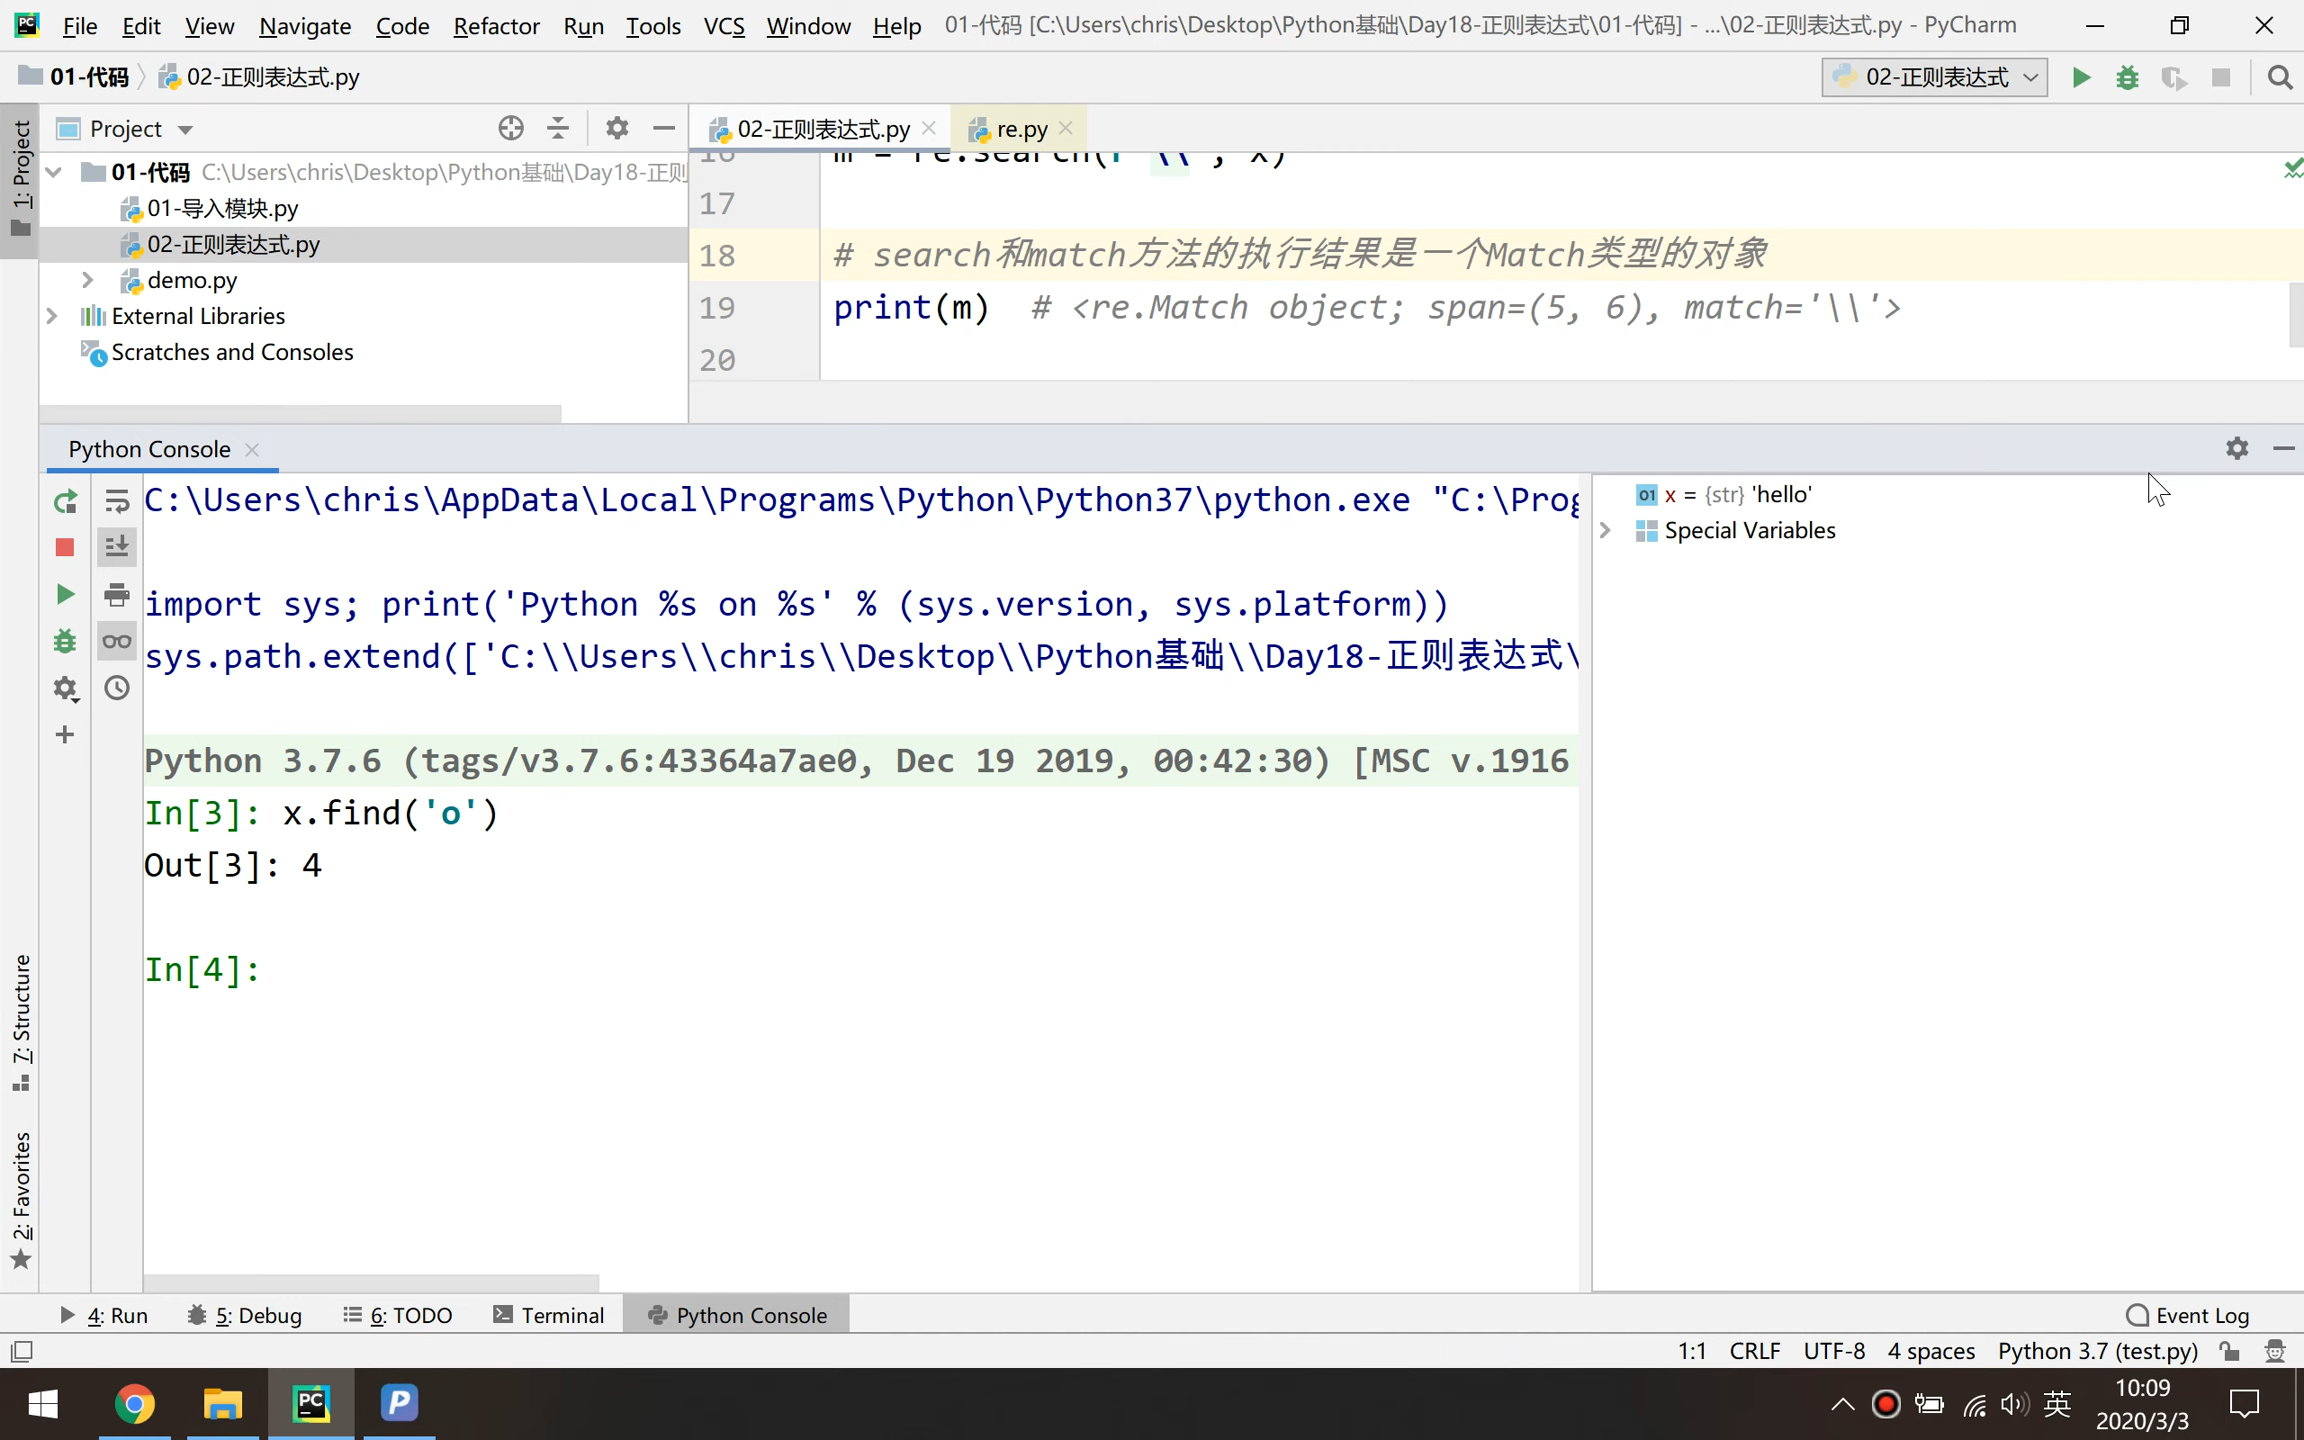 File Edit View Navigate Code Refactor Run Tools VCS Window Help 01-代码 [C:\Users\chris\Desktop\Python基础\Day18-正则表达式\01-代码] - ...\02-正则表达式.py - PyCharm
01-代码 02-正则表达式.py 02-正则表达式
Project 02-正则表达式.py re.py
1: Project
01-代码 C:\Users\chris\Desktop\Python基础\Day18-正则
01-导入模块.py
02-正则表达式.py
demo.py
External Libraries
Scratches and Consoles
16 m = re.search(r'\\', x)
17
18 # search和match方法的执行结果是一个Match类型的对象
19 print(m)  # <re.Match object; span=(5, 6), match='\\'>
20
Python Console
C:\Users\chris\AppData\Local\Programs\Python\Python37\python.exe "C:\Prog
import sys; print('Python %s on %s' % (sys.version, sys.platform))
sys.path.extend(['C:\\Users\\chris\\Desktop\\Python基础\\Day18-正则表达式\
Python 3.7.6 (tags/v3.7.6:43364a7ae0, Dec 19 2019, 00:42:30) [MSC v.1916
In[3]: x.find('o')
Out[3]: 4
In[4]:
01 x = {str} 'hello'
Special Variables
7: Structure
2: Favorites
4: Run 5: Debug 6: TODO Terminal Python Console Event Log
1:1 CRLF UTF-8 4 spaces Python 3.7 (test.py)
PC P 英 10:09
2020/3/3